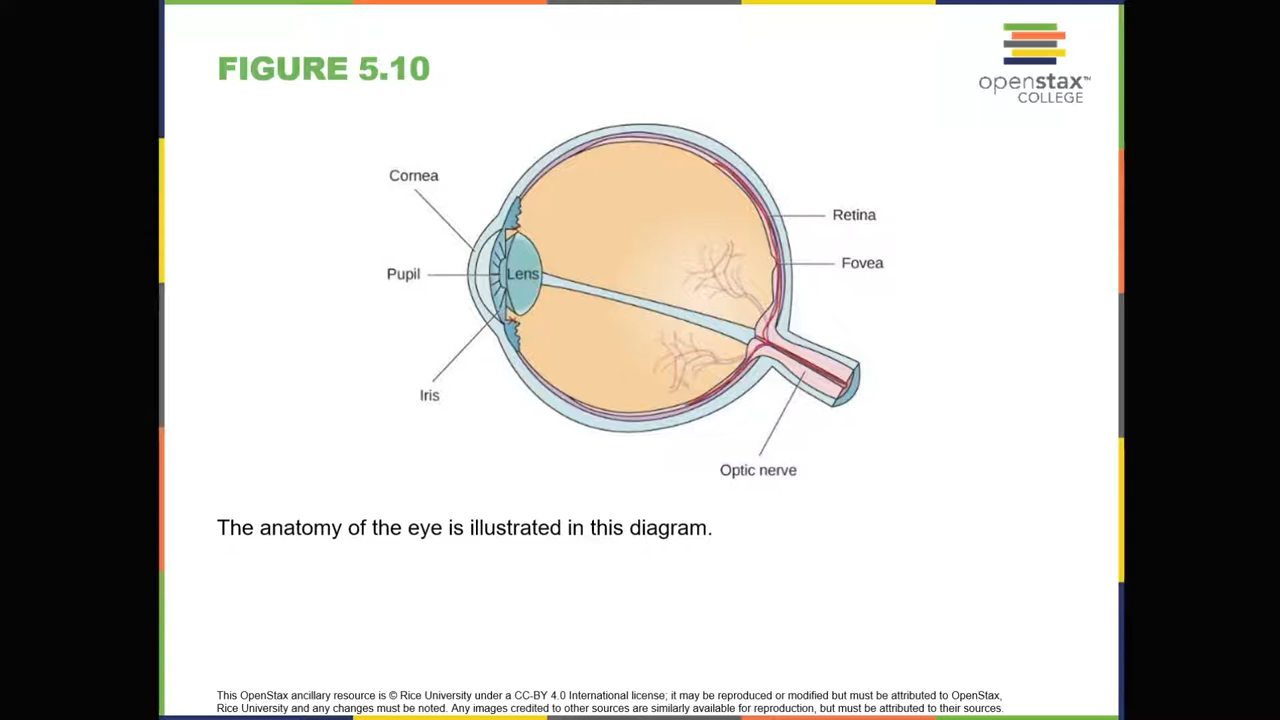 FIGURE 5.10
openstax™
COLLEGE
Cornea
Retina
Fovea
Pupil
Lens
Iris
Optic nerve
The anatomy of the eye is illustrated in this diagram.
This OpenStax ancillary resource is © Rice University under a CC-BY 4.0 International license; it may be reproduced or modified but must be attributed to OpenStax,
Rice University and any changes must be noted. Any images credited to other sources are similarly available for reproduction, but must be attributed to their sources.